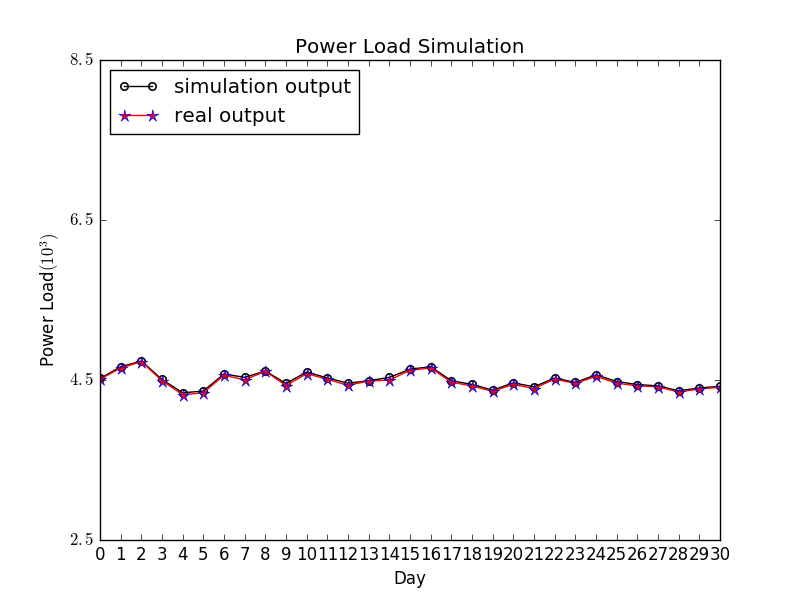 Power Load Simulation
8.5
simulation output
real output
6.5
Power Load(10³)
4.5
2.5
0 1 2 3 4 5 6 7 8 9 10 11 12 13 14 15 16 17 18 19 20 21 22 23 24 25 26 27 28 29 30
Day